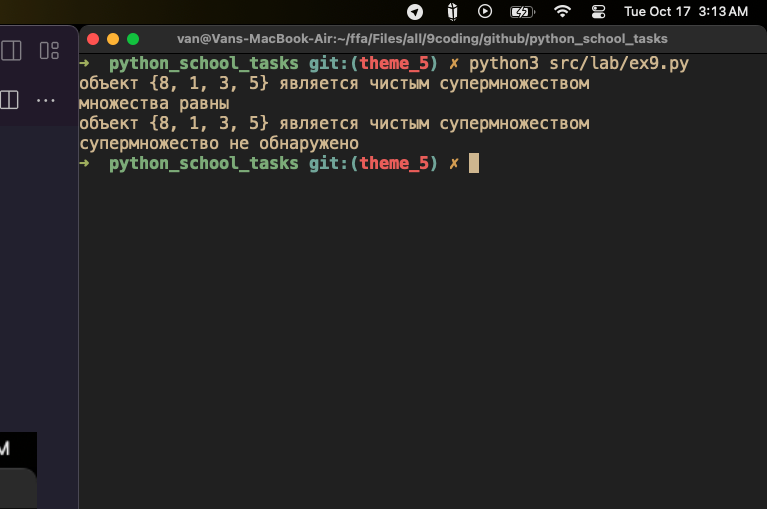 Tue Oct 17 3:13 AM
van@Vans-MacBook-Air:~/ffa/Files/all/9coding/github/python_school_tasks
→ python_school_tasks git:(theme_5) ✗ python3 src/lab/ex9.py
объект {8, 1, 3, 5} является чистым супермножеством
множества равны
объект {8, 1, 3, 5} является чистым супермножеством
супермножество не обнаружено
→ python_school_tasks git:(theme_5) ✗
M